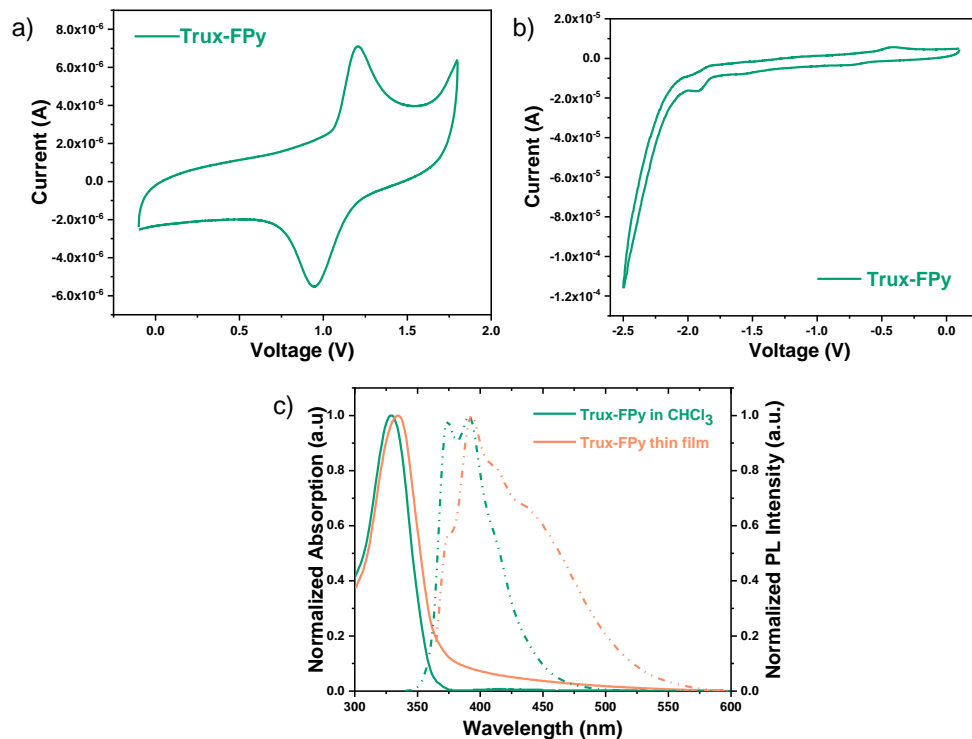 a)
Trux-FPy
8.0x10⁻⁶
6.0x10⁻⁶
4.0x10⁻⁶
2.0x10⁻⁶
0.0
-2.0x10⁻⁶
-4.0x10⁻⁶
-6.0x10⁻⁶
Current (A)
0.0 0.5 1.0 1.5 2.0
Voltage (V)
b)
2.0x10⁻⁵
0.0
-2.0x10⁻⁵
-4.0x10⁻⁵
-6.0x10⁻⁵
-8.0x10⁻⁵
-1.0x10⁻⁴
-1.2x10⁻⁴
Current (A)
Trux-FPy
-2.5 -2.0 -1.5 -1.0 -0.5 0.0
Voltage (V)
c)
Trux-FPy in CHCl₃
Trux-FPy thin film
1.0
0.8
0.6
0.4
0.2
0.0
Normalized Absorption (a.u)
1.0
0.8
0.6
0.4
0.2
0.0
Normalized PL Intensity (a.u.)
300 350 400 450 500 550 600
Wavelength (nm)